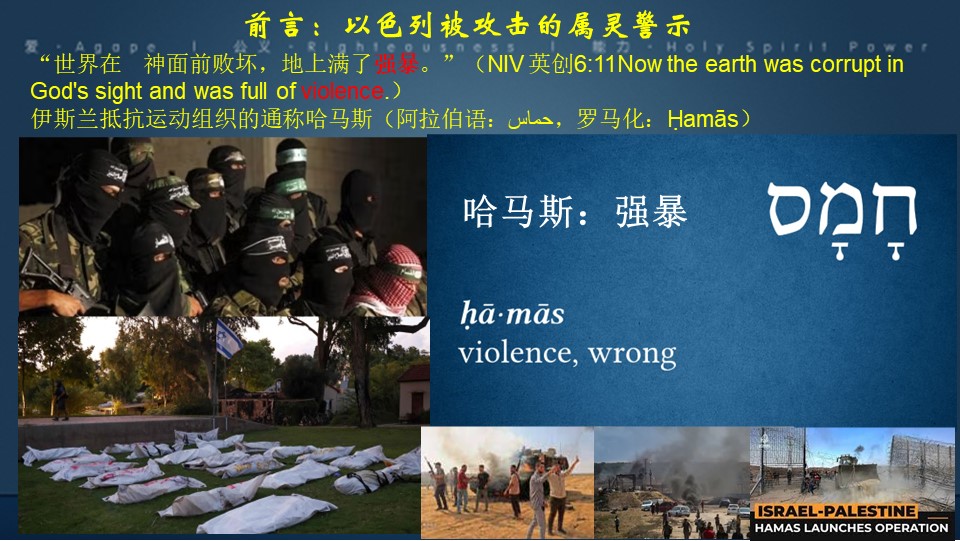 前言：以色列被攻击的属灵警示
爱 · Agape | 公义 · Righteousness | 能力 · Holy Spirit Power
“世界在 神面前败坏，地上满了强暴。”（NIV 英创6:11Now the earth was corrupt in
God's sight and was full of violence.）
伊斯兰抵抗运动组织的通称哈马斯（阿拉伯语：حماس，罗马化：Ḥamās）
哈马斯：强暴
חָמָס
ḥā·mās
violence, wrong
ISRAEL-PALESTINE
HAMAS LAUNCHES OPERATION